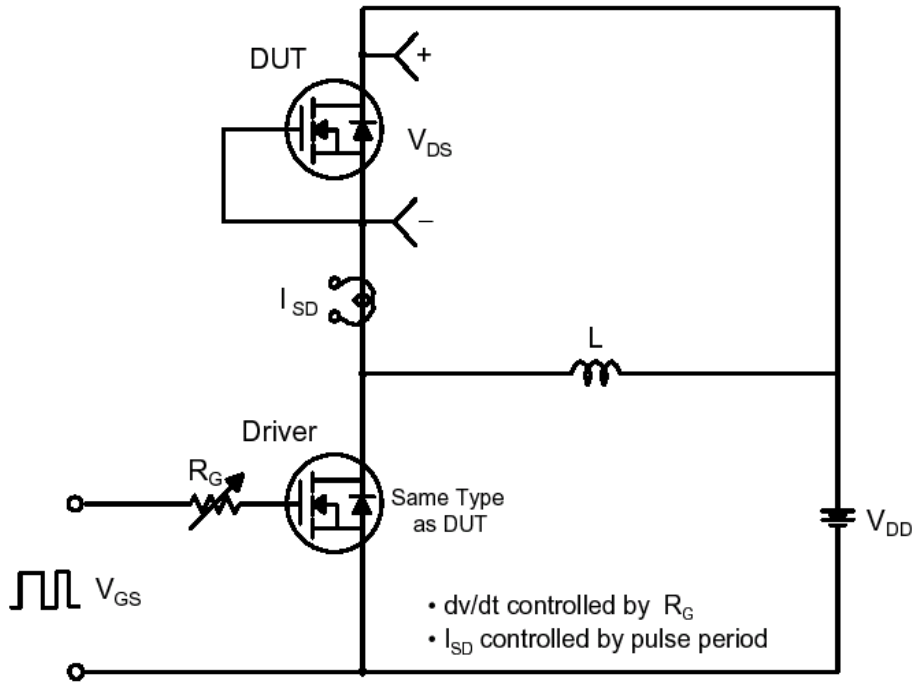 DUT
+
V_DS
−
I_SD
L
Driver
R_G
Same Type
as DUT
V_DD
V_GS
• dv/dt controlled by R_G
• I_SD controlled by pulse period